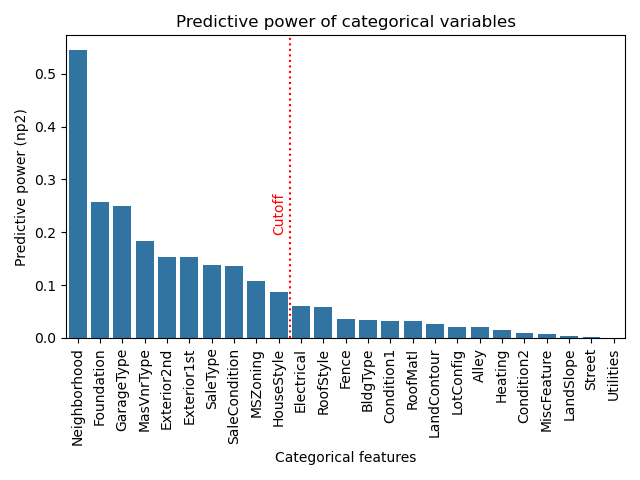 Predictive power of categorical variables
Predictive power (np2)
0.5
0.4
0.3
0.2
0.1
0.0
Cutoff
Neighborhood
Foundation
GarageType
MasVnrType
Exterior2nd
Exterior1st
SaleType
SaleCondition
MSZoning
HouseStyle
Electrical
RoofStyle
Fence
BldgType
Condition1
RoofMatl
LandContour
LotConfig
Alley
Heating
Condition2
MiscFeature
LandSlope
Street
Utilities
Categorical features